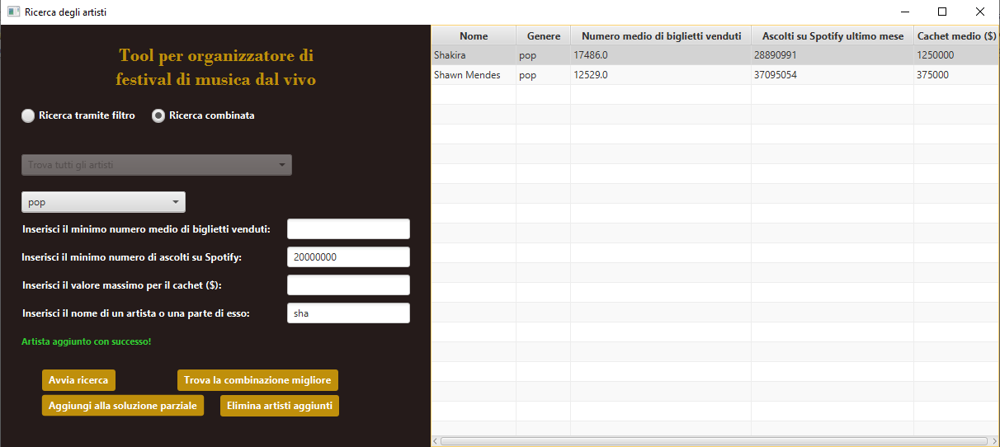 Ricerca degli artisti
Tool per organizzatore di
festival di musica dal vivo
Ricerca tramite filtro Ricerca combinata
Trova tutti gli artisti
pop
Inserisci il minimo numero medio di biglietti venduti:
Inserisci il minimo numero di ascolti su Spotify: 20000000
Inserisci il valore massimo per il cachet ($):
Inserisci il nome di un artista o una parte di esso: sha
Artista aggiunto con successo!
Avvia ricerca Trova la combinazione migliore
Aggiungi alla soluzione parziale Elimina artisti aggiunti
Nome Genere Numero medio di biglietti venduti Ascolti su Spotify ultimo mese Cachet medio ($)
Shakira pop 17486.0 28890991 1250000
Shawn Mendes pop 12529.0 37095054 375000